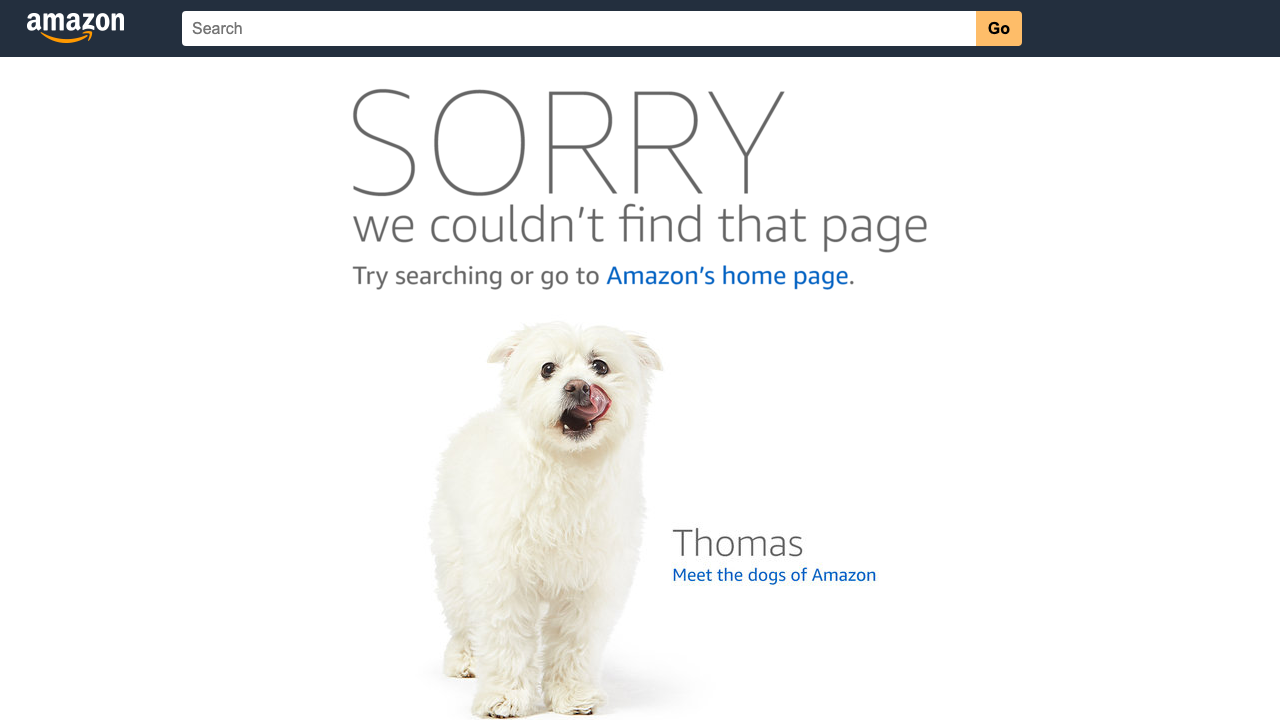 amazon
Search
Go
SORRY
we couldn't find that page
Try searching or go to Amazon's home page.
Thomas
Meet the dogs of Amazon